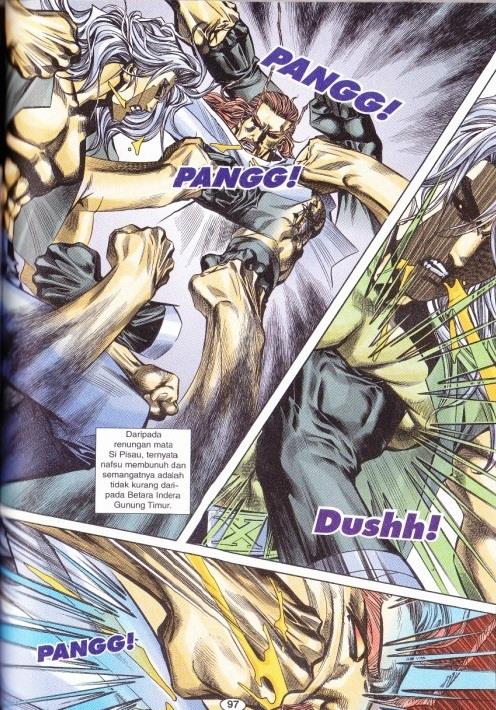 PANGG!
PANGG!
Daripada
renungan mata
Si Pisau, ternyata
nafsu membunuh dan
semangatnya adalah
tidak kurang dari-
pada Betara Indera
Gunung Timur.
Dushh!
PANGG!
97